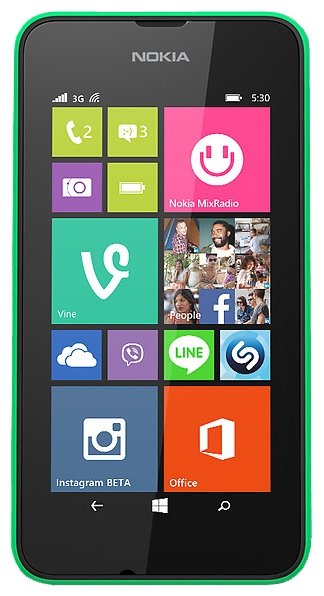 NOKIA
3G
5:30
2
3
Nokia MixRadio
Vine
People
LINE
Instagram BETA
Office